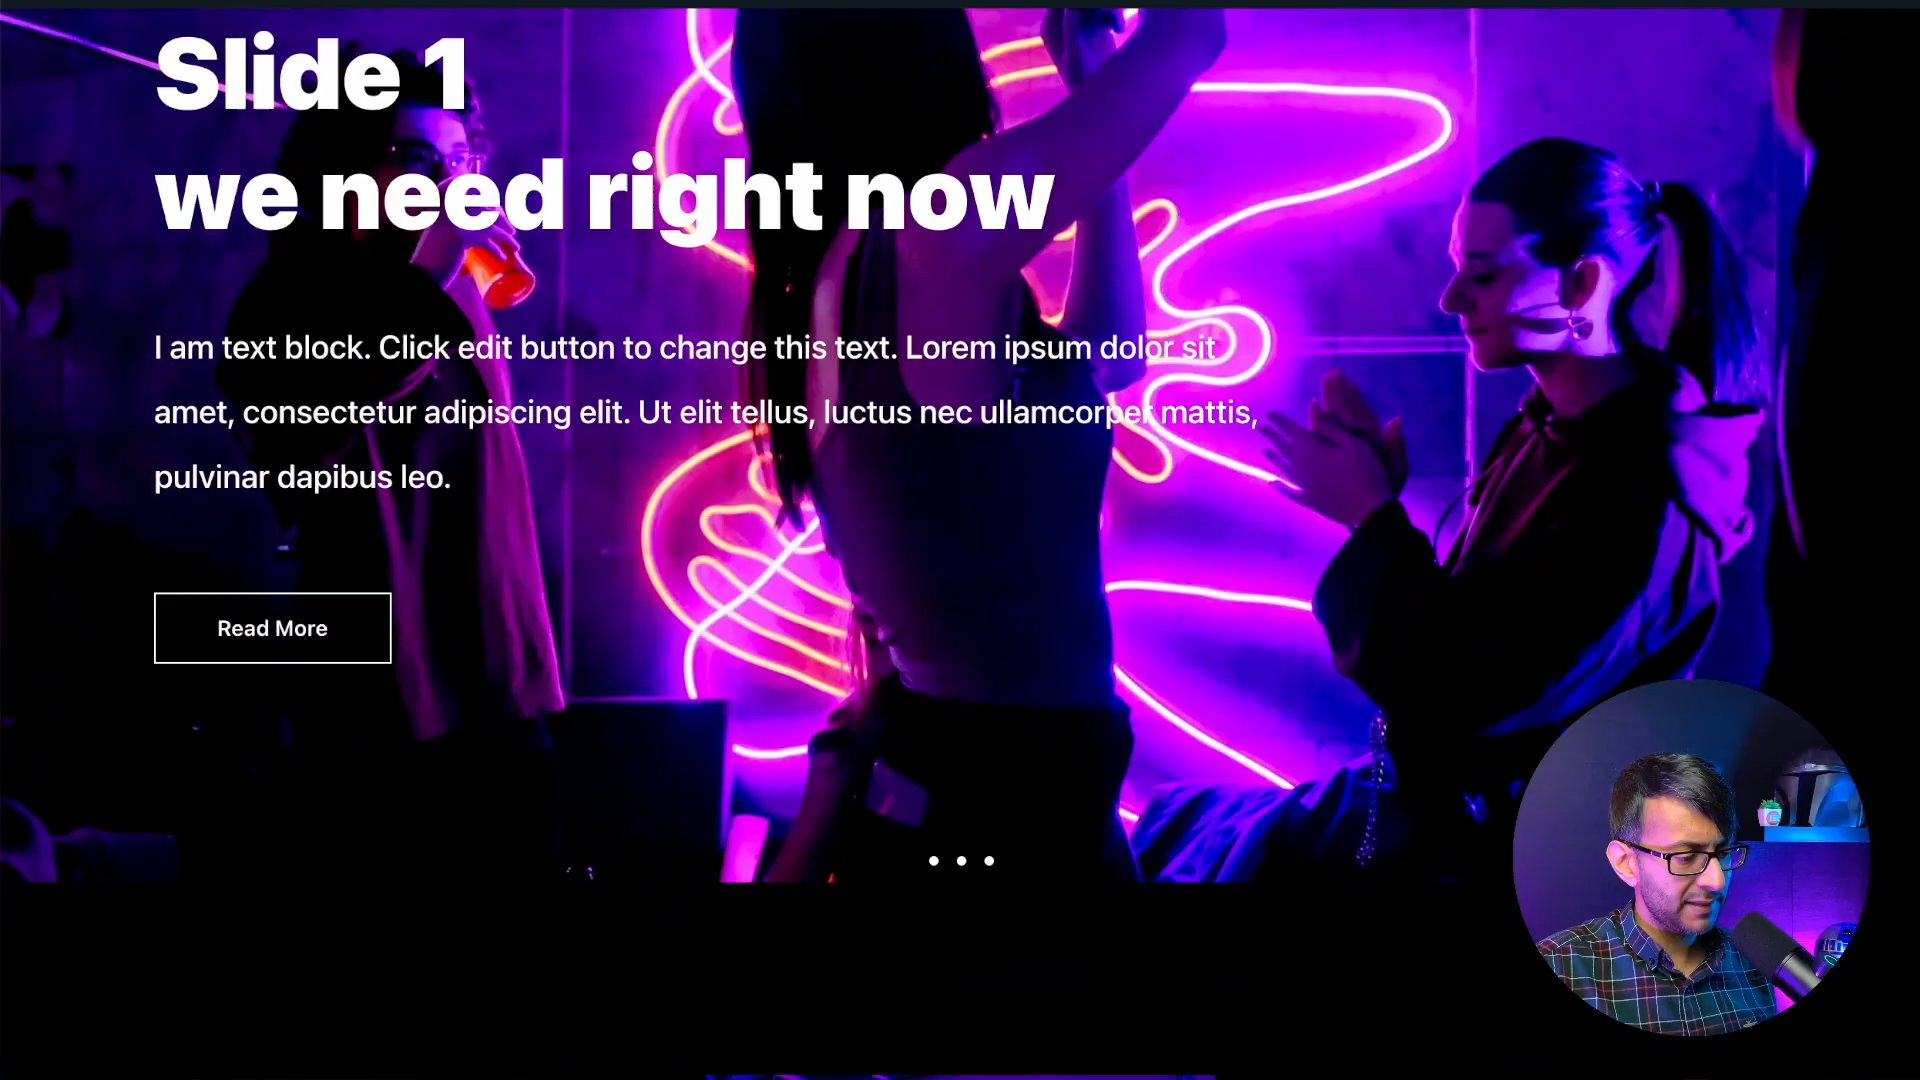 Slide 1
we need right now
I am text block. Click edit button to change this text. Lorem ipsum dolor sit
amet, consectetur adipiscing elit. Ut elit tellus, luctus nec ullamcorper mattis,
pulvinar dapibus leo.
Read More